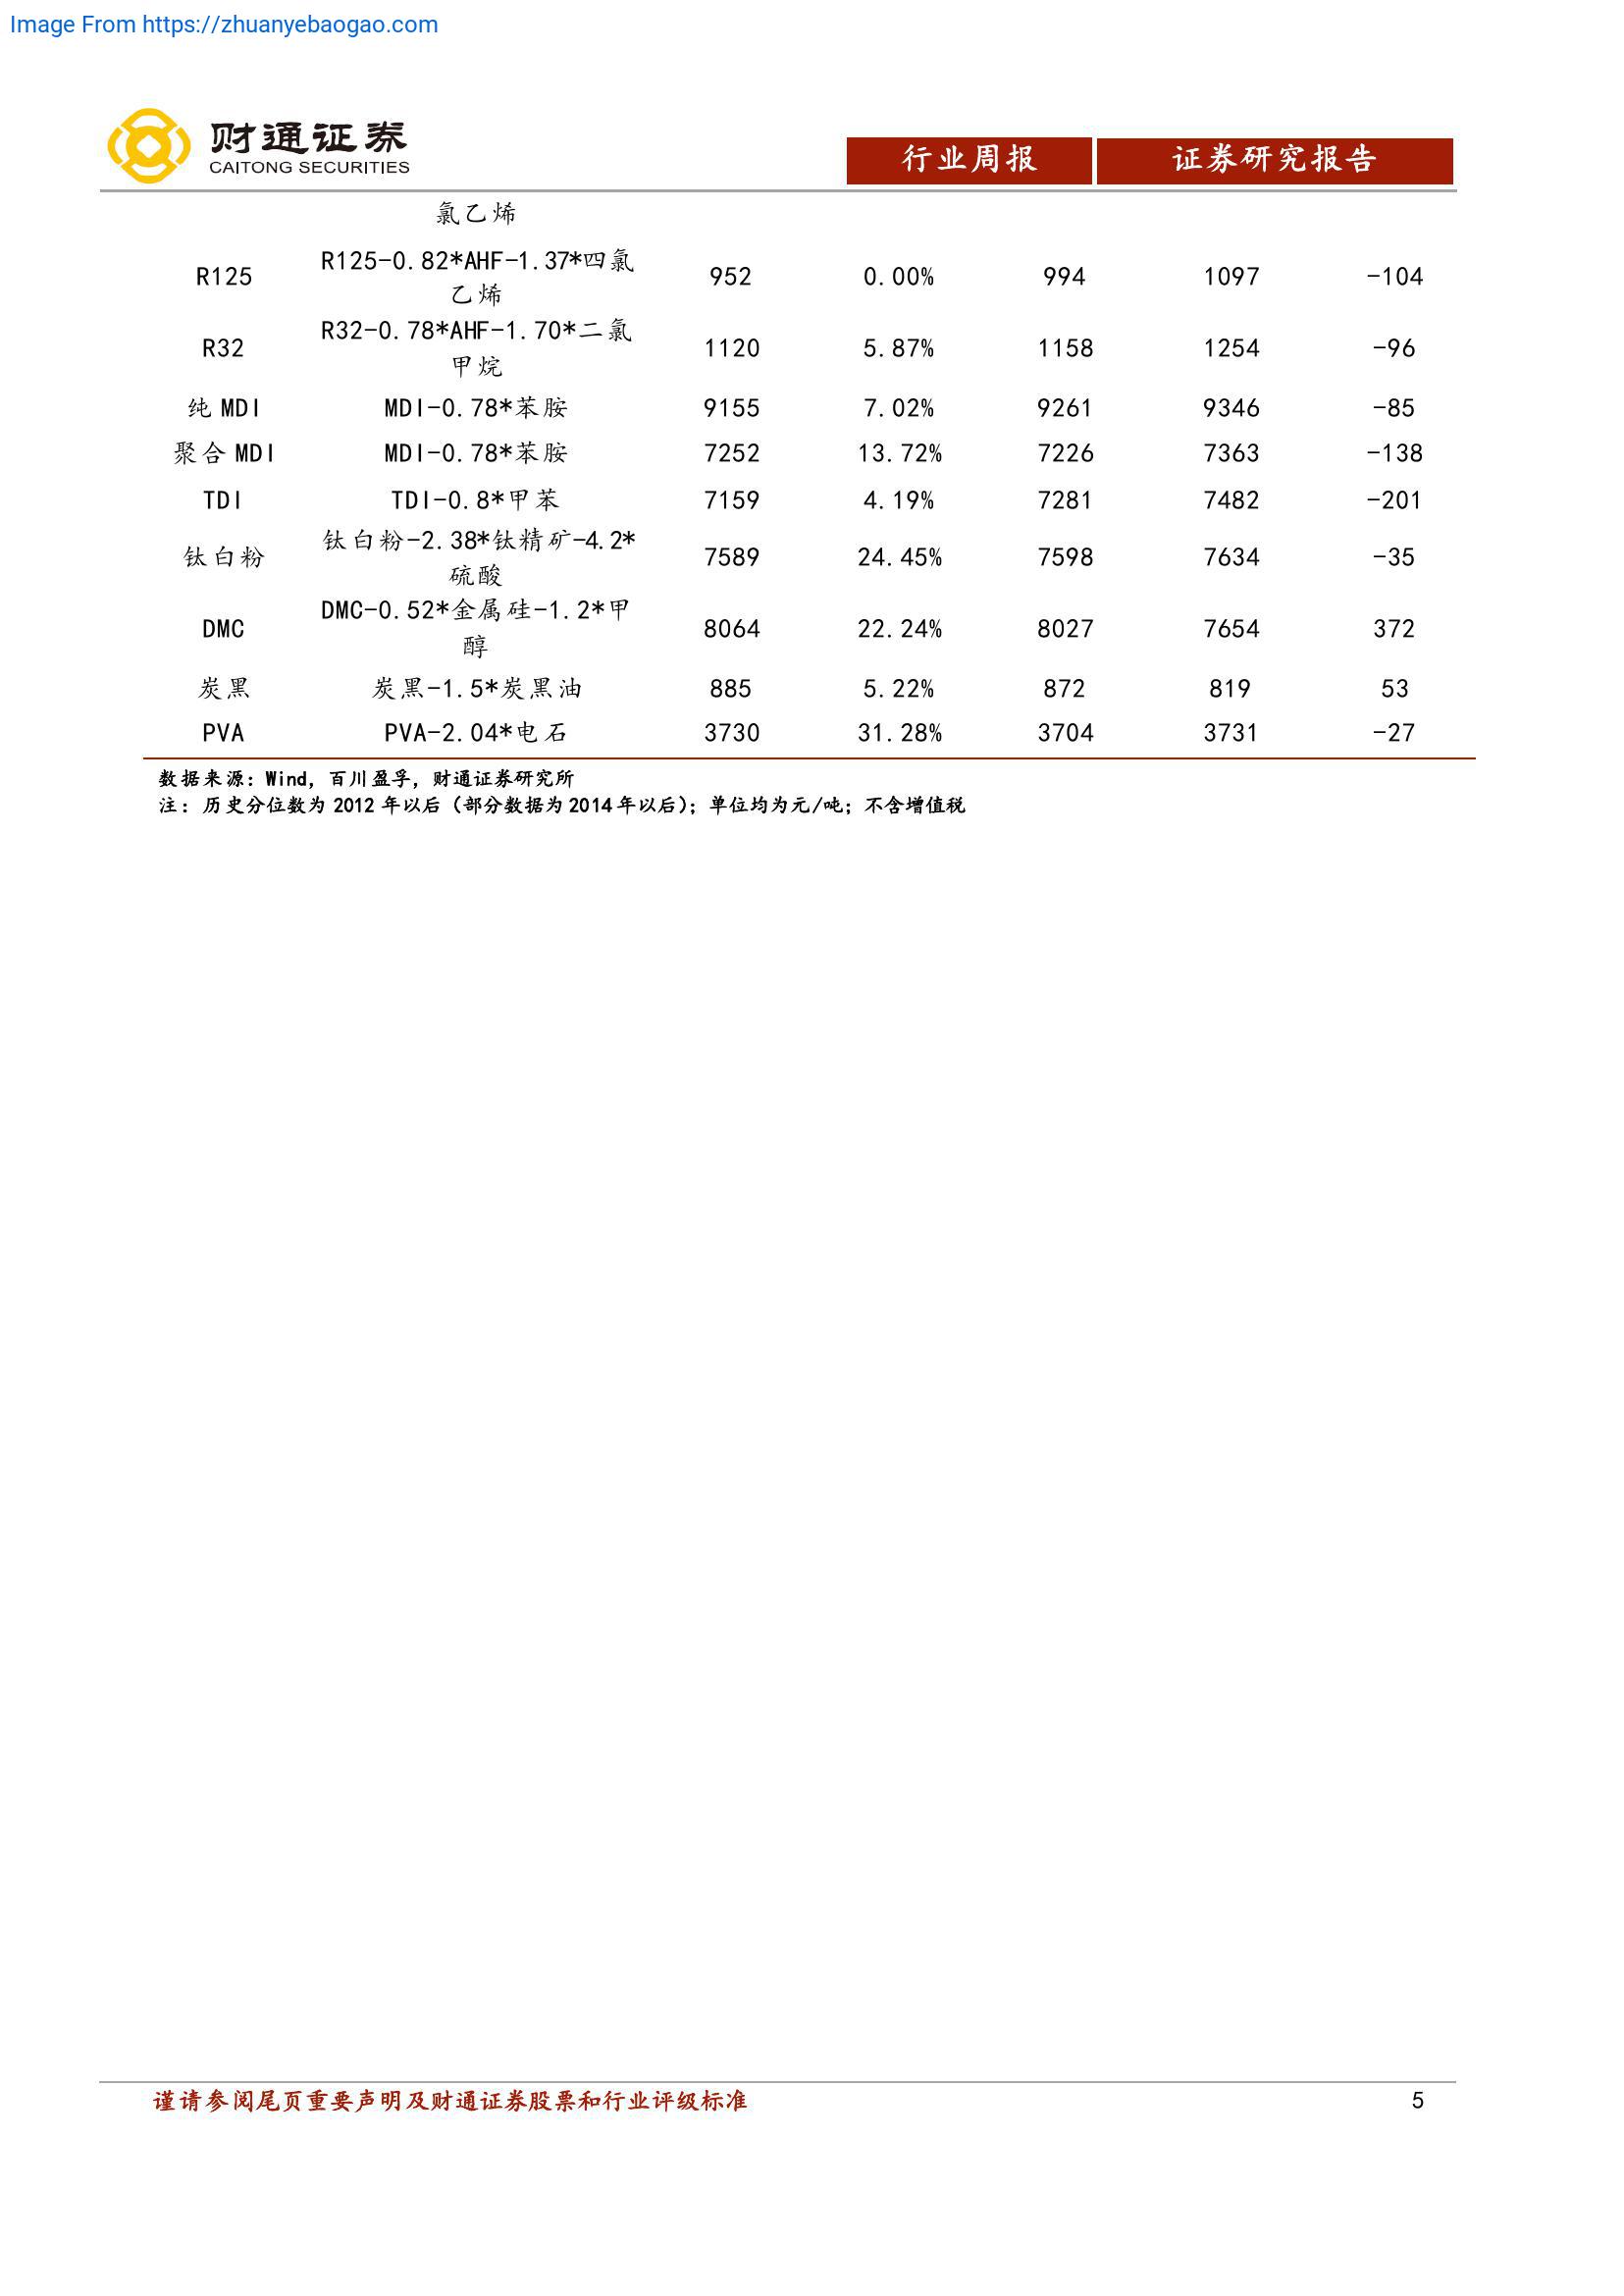 Image From https://zhuanyebaogao.com
财通证券
CAITONG SECURITIES
行业周报
证券研究报告
氯乙烯
R125 R125-0.82*AHF-1.37*四氯 952 0.00% 994 1097 -104
乙烯
R32 R32-0.78*AHF-1.70*二氯 1120 5.87% 1158 1254 -96
甲烷
纯MDI MDI-0.78*苯胺 9155 7.02% 9261 9346 -85
聚合MDI MDI-0.78*苯胺 7252 13.72% 7226 7363 -138
TDI TDI-0.8*甲苯 7159 4.19% 7281 7482 -201
钛白粉 钛白粉-2.38*钛精矿-4.2* 7589 24.45% 7598 7634 -35
硫酸
DMC DMC-0.52*金属硅-1.2*甲 8064 22.24% 8027 7654 372
醇
炭黑 炭黑-1.5*炭黑油 885 5.22% 872 819 53
PVA PVA-2.04*电石 3730 31.28% 3704 3731 -27
数据来源：Wind，百川盈孚，财通证券研究所
注：历史分位数为 2012 年以后（部分数据为 2014 年以后）；单位均为元/吨；不含增值税
谨请参阅尾页重要声明及财通证券股票和行业评级标准 5